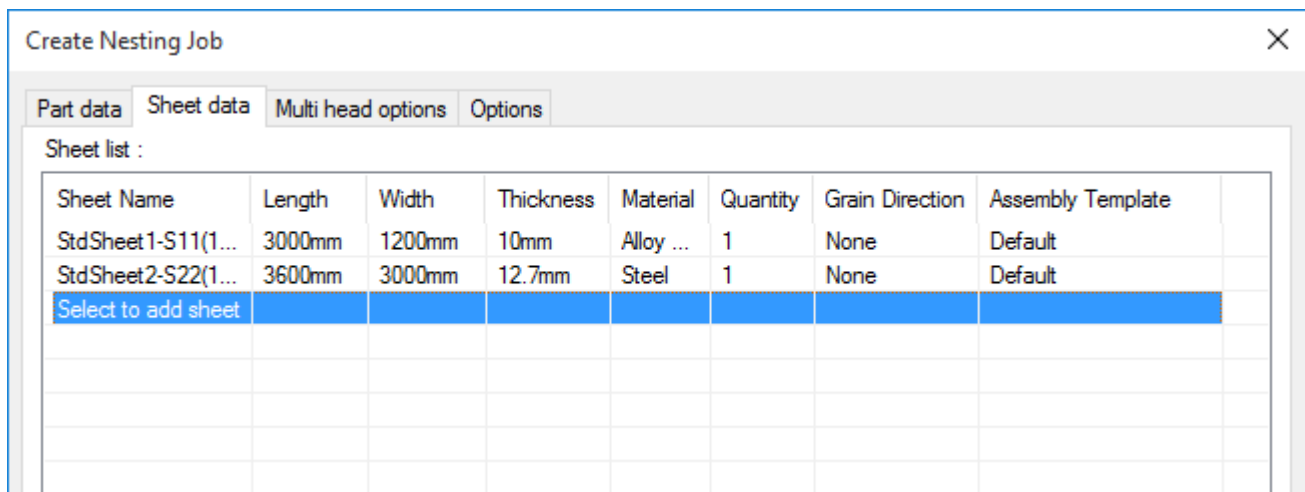 Create Nesting Job
Part data Sheet data Multi head options Options
Sheet list :
Sheet Name Length Width Thickness Material Quantity Grain Direction Assembly Template
StdSheet1-S11(1... 3000mm 1200mm 10mm Alloy ... 1 None Default
StdSheet2-S22(1... 3600mm 3000mm 12.7mm Steel 1 None Default
Select to add sheet